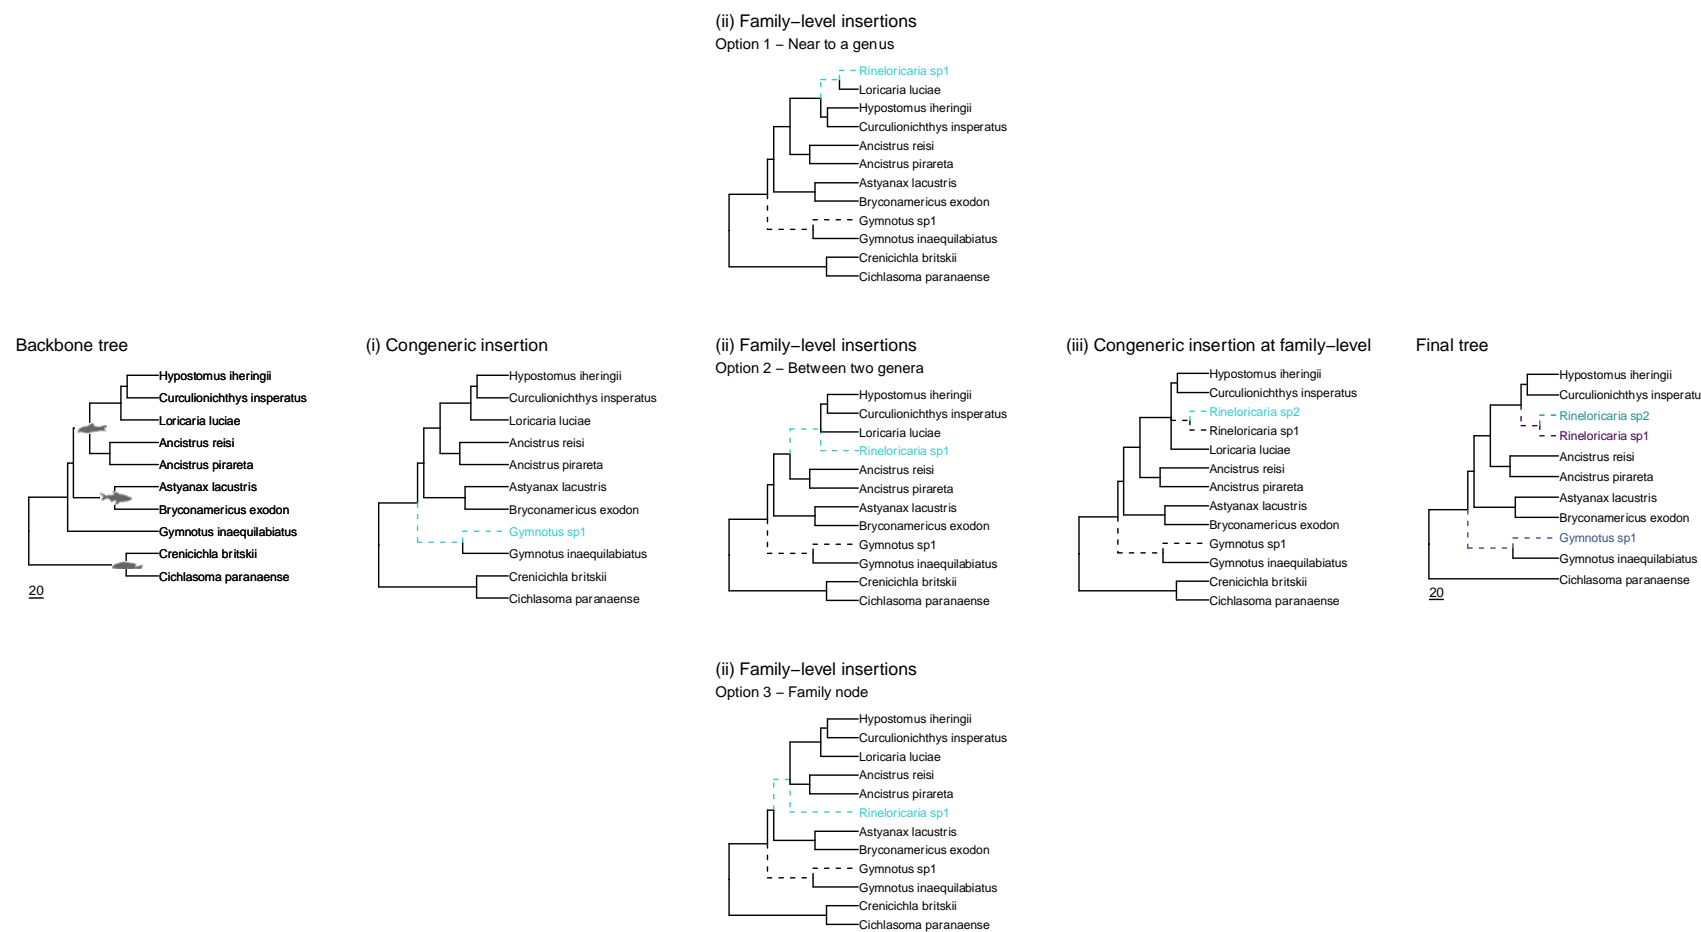 (ii) Family−level insertions
Option 1 − Near to a genus
Rineloricaria sp1
Loricaria luciae
Hypostomus iheringii
Curculionichthys insperatus
Ancistrus reisi
Ancistrus pirareta
Astyanax lacustris
Bryconamericus exodon
Gymnotus sp1
Gymnotus inaequilabiatus
Crenicichla britskii
Cichlasoma paranaense
Backbone tree
Hypostomus iheringii
Curculionichthys insperatus
Loricaria luciae
Ancistrus reisi
Ancistrus pirareta
Astyanax lacustris
Bryconamericus exodon
Gymnotus inaequilabiatus
Crenicichla britskii
Cichlasoma paranaense
20
(i) Congeneric insertion
Hypostomus iheringii
Curculionichthys insperatus
Loricaria luciae
Ancistrus reisi
Ancistrus pirareta
Astyanax lacustris
Bryconamericus exodon
Gymnotus sp1
Gymnotus inaequilabiatus
Crenicichla britskii
Cichlasoma paranaense
(ii) Family−level insertions
Option 2 − Between two genera
Hypostomus iheringii
Curculionichthys insperatus
Loricaria luciae
Rineloricaria sp1
Ancistrus reisi
Ancistrus pirareta
Astyanax lacustris
Bryconamericus exodon
Gymnotus sp1
Gymnotus inaequilabiatus
Crenicichla britskii
Cichlasoma paranaense
(iii) Congeneric insertion at family−level
Hypostomus iheringii
Curculionichthys insperatus
Rineloricaria sp2
Rineloricaria sp1
Loricaria luciae
Ancistrus reisi
Ancistrus pirareta
Astyanax lacustris
Bryconamericus exodon
Gymnotus sp1
Gymnotus inaequilabiatus
Crenicichla britskii
Cichlasoma paranaense
Final tree
Hypostomus iheringii
Curculionichthys insperatu
Rineloricaria sp2
Rineloricaria sp1
Ancistrus reisi
Ancistrus pirareta
Astyanax lacustris
Bryconamericus exodon
Gymnotus sp1
Gymnotus inaequilabiatus
Cichlasoma paranaense
20
(ii) Family−level insertions
Option 3 − Family node
Hypostomus iheringii
Curculionichthys insperatus
Loricaria luciae
Ancistrus reisi
Ancistrus pirareta
Rineloricaria sp1
Astyanax lacustris
Bryconamericus exodon
Gymnotus sp1
Gymnotus inaequilabiatus
Crenicichla britskii
Cichlasoma paranaense